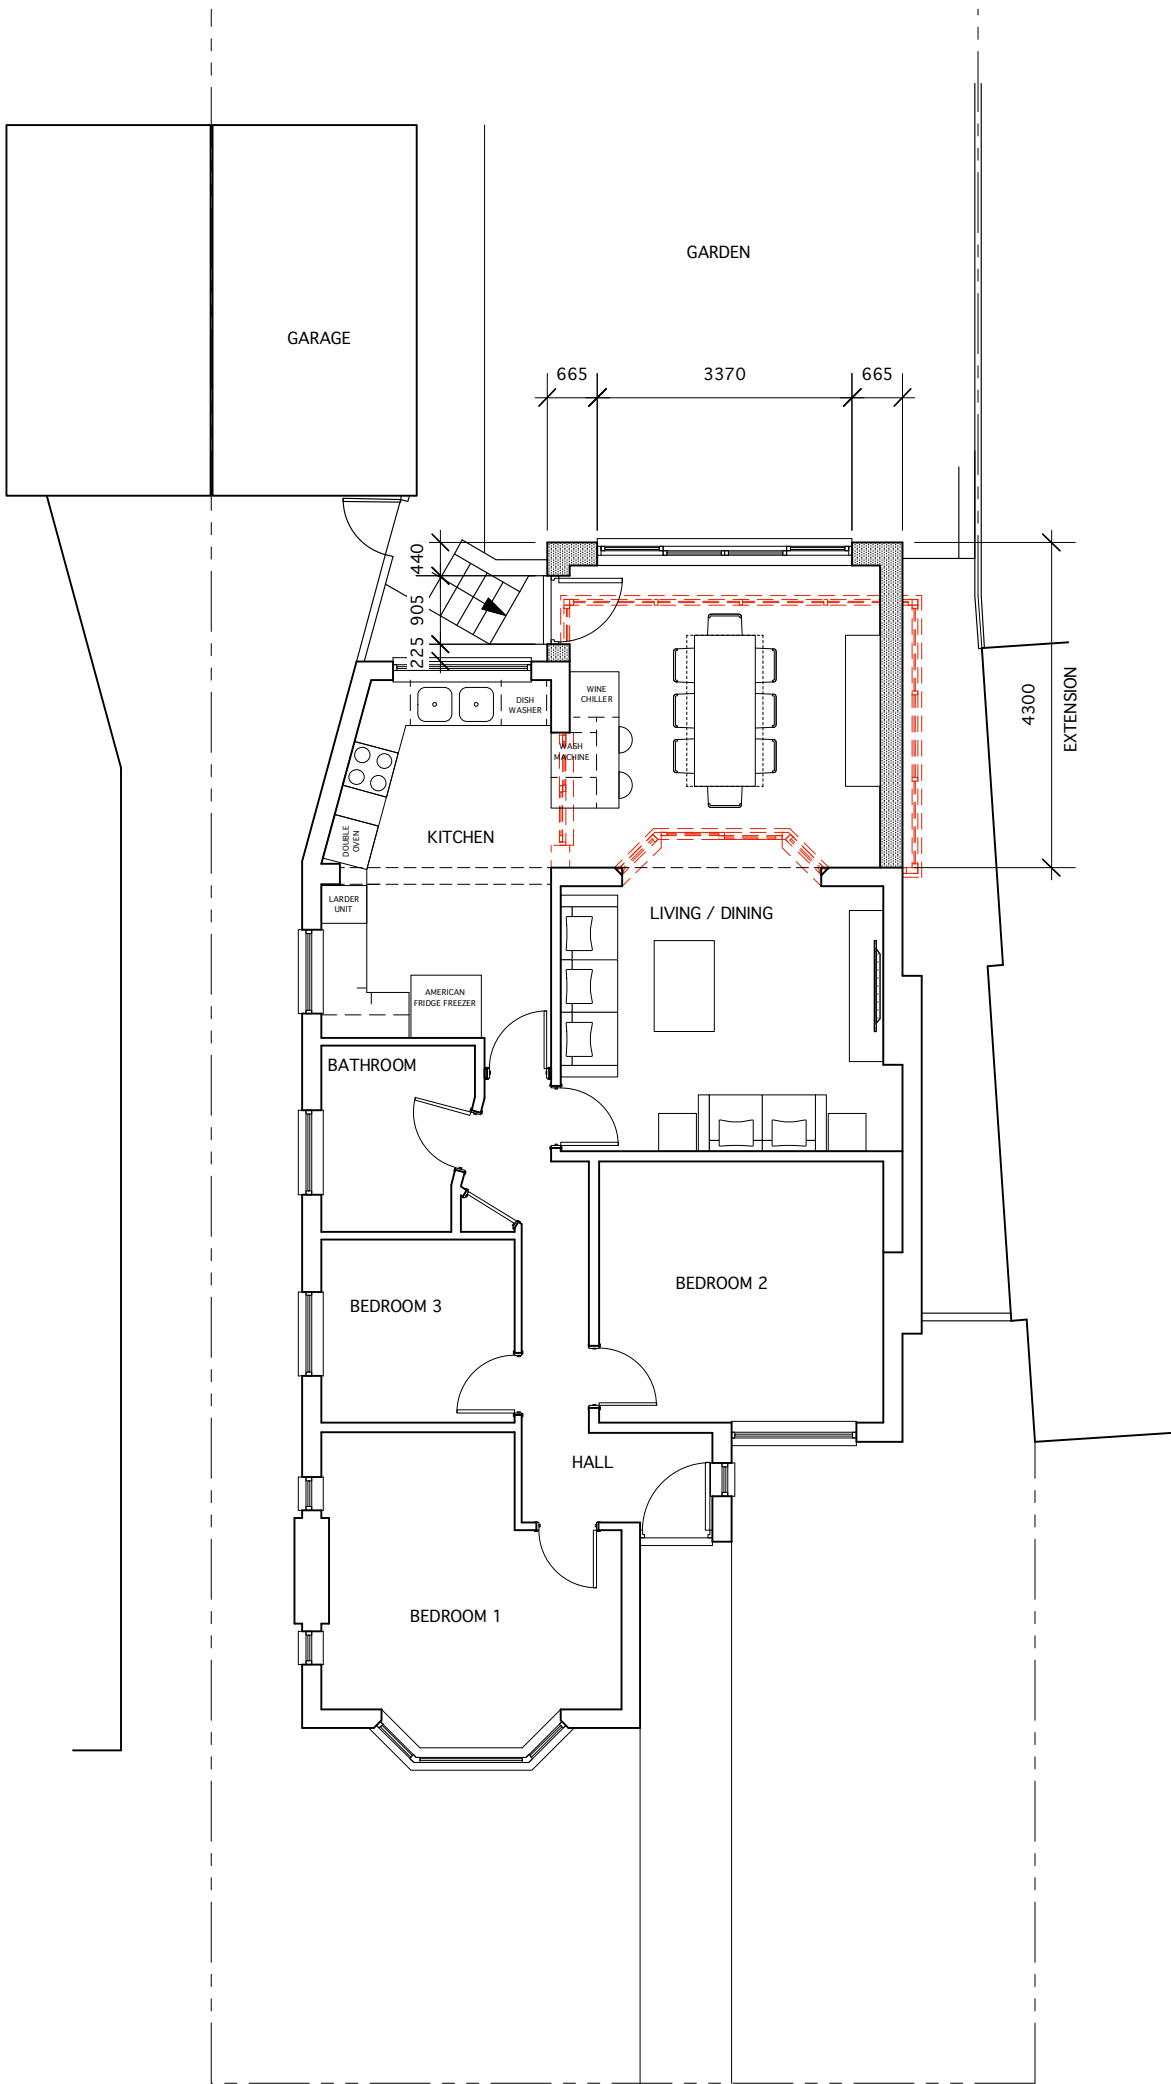 GARDEN
GARAGE
665
3370
665
440
905
225
4300
EXTENSION
WINE
CHILLER
DISH
WASHER
WASH
MACHINE
DOUBLE
OVEN
KITCHEN
LARDER
UNIT
LIVING / DINING
AMERICAN
FRIDGE FREEZER
BATHROOM
BEDROOM 2
BEDROOM 3
HALL
BEDROOM 1